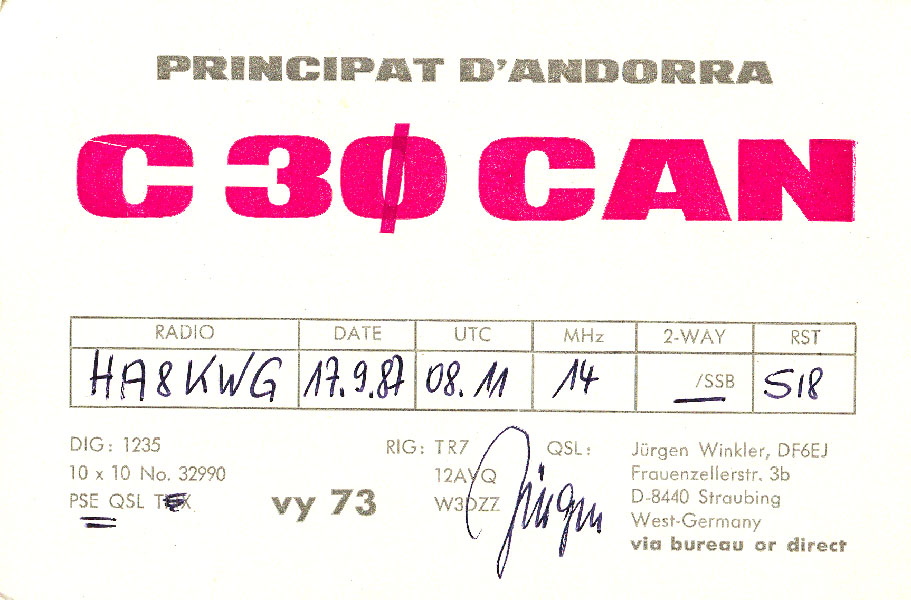 PRINCIPAT D'ANDORRA
C 3Ø CAN
RADIO DATE UTC MHz 2-WAY RST
HA8KWG 17.9.87 08.11 14 /SSB 518
DIG: 1235
10 x 10 No. 32990
PSE QSL
vy 73
RIG: TR7
12AVQ
W3DZZ
Jürgen
QSL: Jürgen Winkler, DF6EJ
Frauenzellerstr. 3b
D-8440 Straubing
West-Germany
via bureau or direct